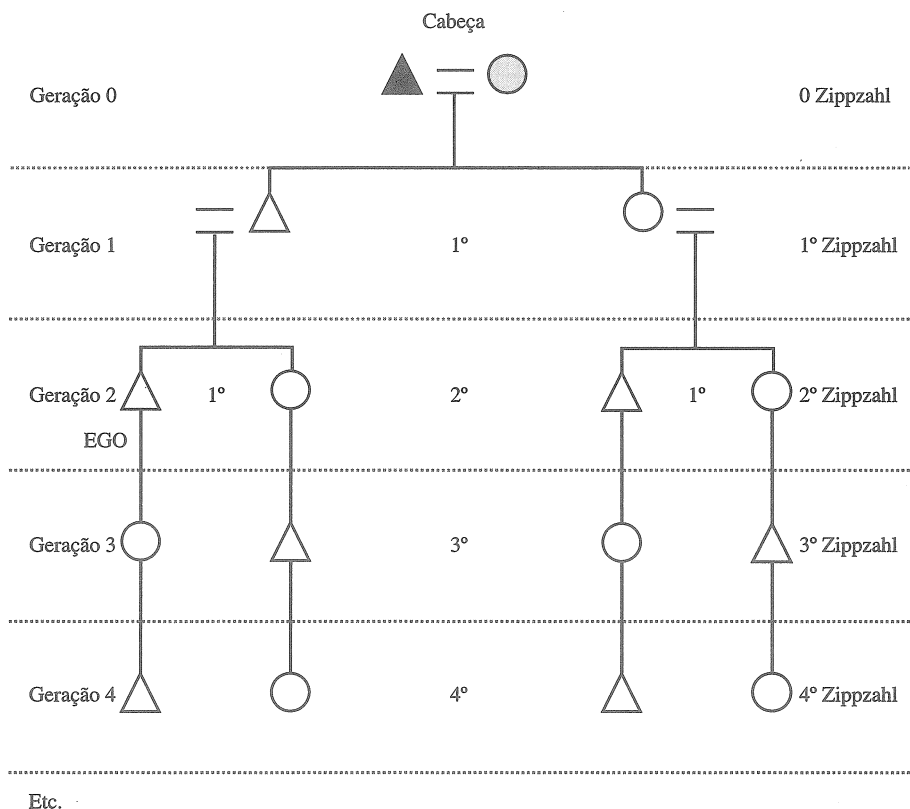 Cabeça
Geração 0 0 Zippzahl
Geração 1 1º 1º Zippzahl
Geração 2 1º 2º 1º 2º Zippzahl
EGO
Geração 3 3º 3º Zippzahl
Geração 4 4º 4º Zippzahl
Etc.